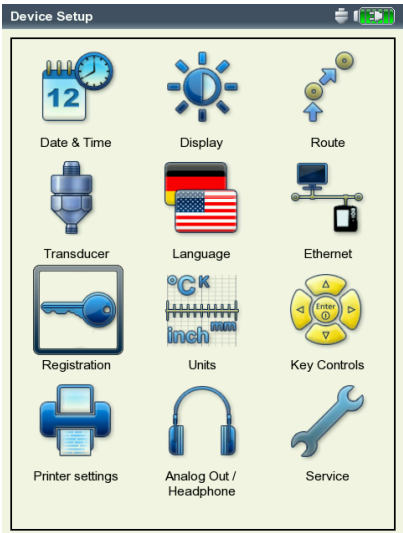 Device Setup
12
Date & Time
Display
Route
Transducer
Language
Ethernet
°C K
inch mm
Enter
Registration
Units
Key Controls
Printer settings
Analog Out /
Headphone
Service